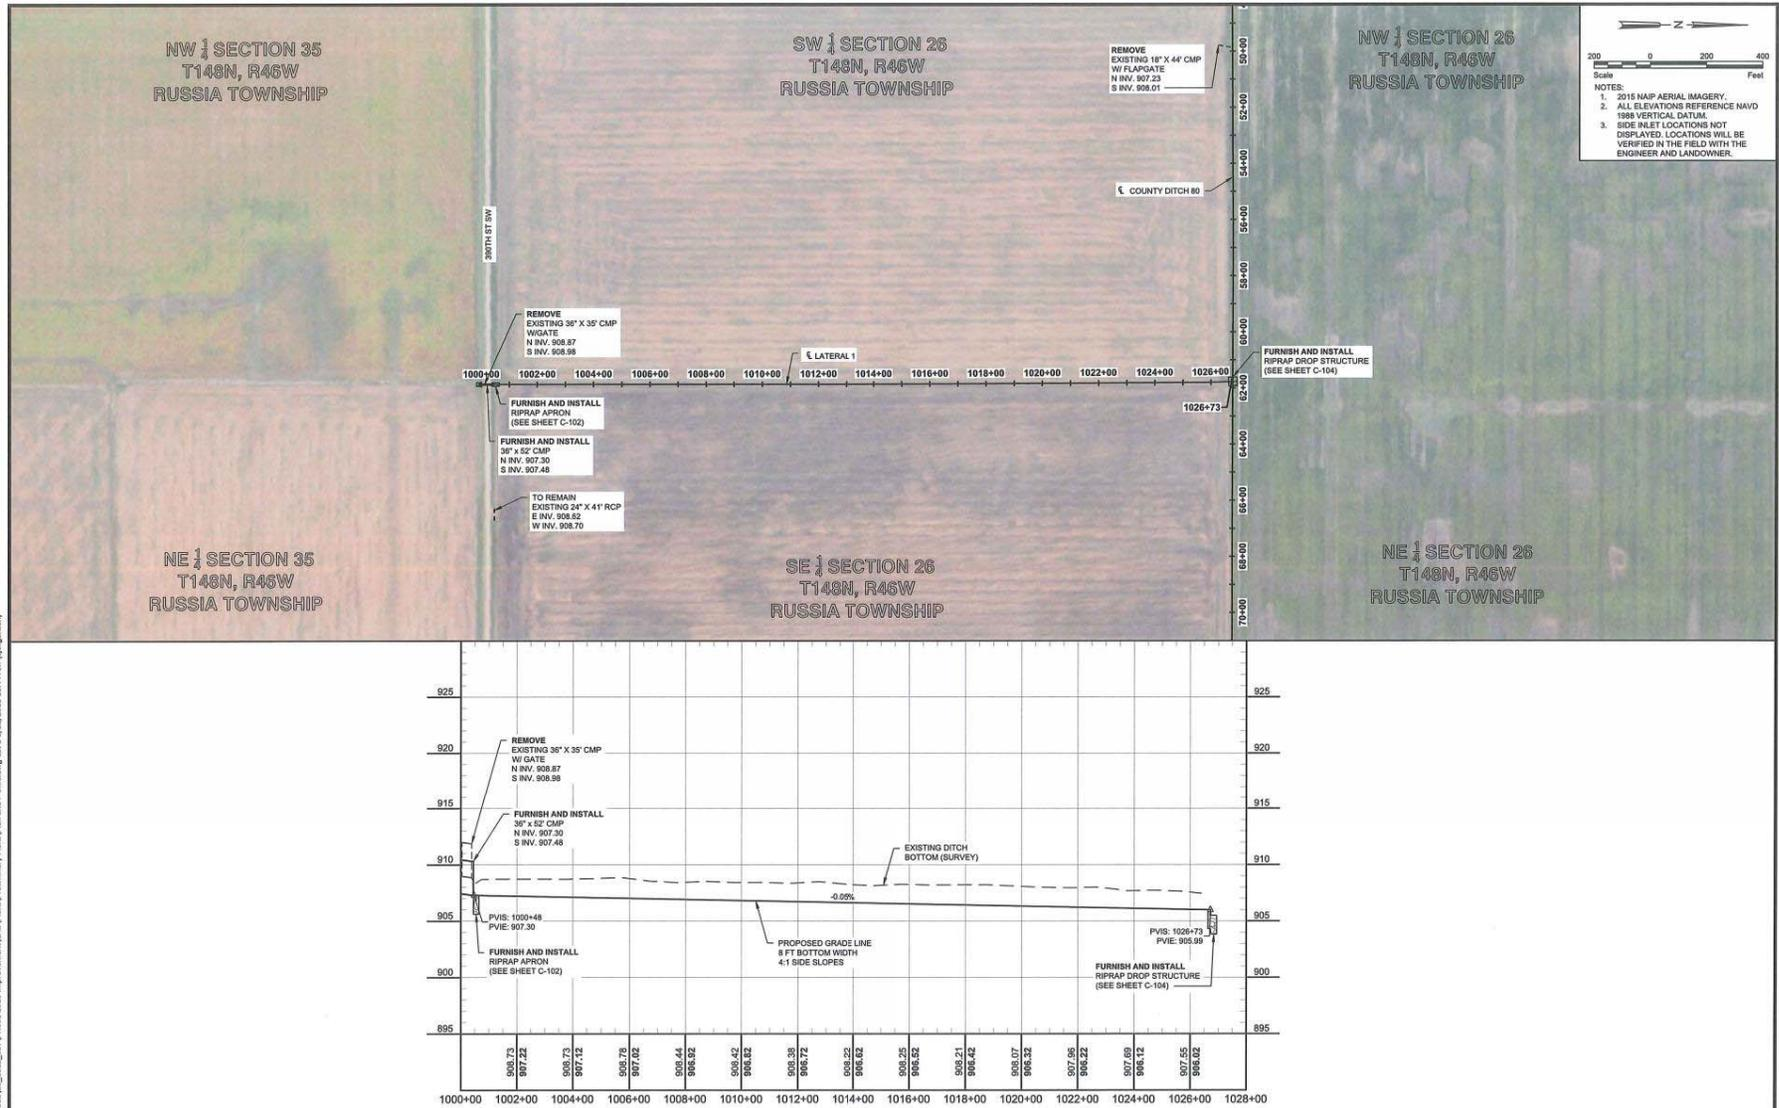 NW 1/4 SECTION 35
T148N, R46W
RUSSIA TOWNSHIP
SW 1/4 SECTION 26
T148N, R46W
RUSSIA TOWNSHIP
REMOVE
EXISTING 18" X 44' CMP
W/ FLAPGATE
N INV. 907.23
S INV. 908.01
NW 1/4 SECTION 26
T148N, R46W
RUSSIA TOWNSHIP
N
200 0 200 400
Scale Feet
NOTES:
1. 2015 NAIP AERIAL IMAGERY.
2. ALL ELEVATIONS REFERENCE NAVD
1988 VERTICAL DATUM.
3. SIDE INLET LOCATIONS NOT
DISPLAYED. LOCATIONS WILL BE
VERIFIED IN THE FIELD WITH THE
ENGINEER AND LANDOWNER.
50+00
52+00
54+00
56+00
58+00
60+00
62+00
64+00
66+00
68+00
70+00
℄ COUNTY DITCH 80
390TH ST SW
REMOVE
EXISTING 36" X 35' CMP
W/GATE
N INV. 908.87
S INV. 908.98
℄ LATERAL 1
1000+00 1002+00 1004+00 1006+00 1008+00 1010+00 1012+00 1014+00 1016+00 1018+00 1020+00 1022+00 1024+00 1026+00
FURNISH AND INSTALL
RIPRAP DROP STRUCTURE
(SEE SHEET C-104)
1026+73
FURNISH AND INSTALL
RIPRAP APRON
(SEE SHEET C-102)
FURNISH AND INSTALL
36" x 52' CMP
N INV. 907.30
S INV. 907.48
TO REMAIN
EXISTING 24" X 41' RCP
E INV. 908.62
W INV. 908.70
NE 1/4 SECTION 35
T148N, R46W
RUSSIA TOWNSHIP
SE 1/4 SECTION 26
T148N, R46W
RUSSIA TOWNSHIP
NE 1/4 SECTION 26
T148N, R46W
RUSSIA TOWNSHIP
925 925
920 920
915 915
910 910
905 905
900 900
895 895
REMOVE
EXISTING 36" X 35' CMP
W/ GATE
N INV. 908.87
S INV. 908.98
FURNISH AND INSTALL
36" x 52' CMP
N INV. 907.30
S INV. 907.48
EXISTING DITCH
BOTTOM (SURVEY)
-0.05%
PVIS: 1000+48
PVIE: 907.30
FURNISH AND INSTALL
RIPRAP APRON
(SEE SHEET C-102)
PROPOSED GRADE LINE
8 FT BOTTOM WIDTH
4:1 SIDE SLOPES
PVIS: 1026+73
PVIE: 905.99
FURNISH AND INSTALL
RIPRAP DROP STRUCTURE
(SEE SHEET C-104)
908.73 907.22
908.73 907.12
908.78 907.02
908.44 906.92
908.42 906.82
908.38 906.72
908.22 906.62
908.25 906.52
908.21 906.42
908.07 906.32
907.96 906.22
907.69 906.12
907.55 906.02
1000+00 1002+00 1004+00 1006+00 1008+00 1010+00 1012+00 1014+00 1016+00 1018+00 1020+00 1022+00 1024+00 1026+00 1028+00